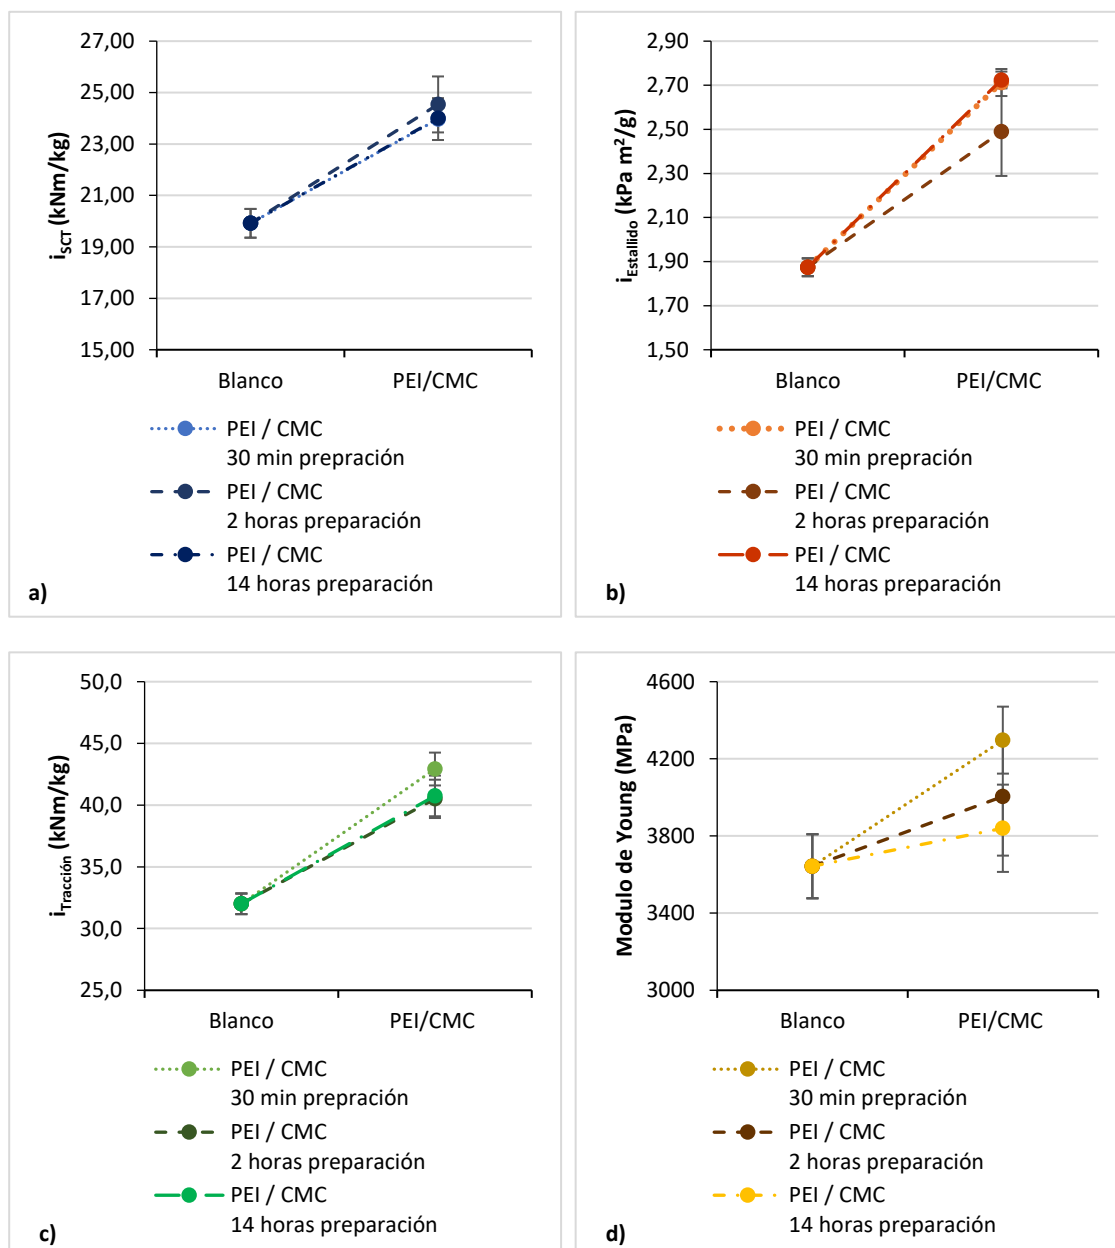 27,00
25,00
23,00
21,00
19,00
17,00
15,00
iSCT (kNm/kg)
Blanco
PEI/CMC
PEI / CMC
30 min prepración
PEI / CMC
2 horas preparación
PEI / CMC
14 horas preparación
a)
2,90
2,70
2,50
2,30
2,10
1,90
1,70
1,50
iEstallido (kPa m²/g)
Blanco
PEI/CMC
PEI / CMC
30 min prepración
PEI / CMC
2 horas preparación
PEI / CMC
14 horas preparación
b)
50,0
45,0
40,0
35,0
30,0
25,0
iTracción (kNm/kg)
Blanco
PEI/CMC
PEI / CMC
30 min prepración
PEI / CMC
2 horas preparación
PEI / CMC
14 horas preparación
c)
4600
4200
3800
3400
3000
Modulo de Young (MPa)
Blanco
PEI/CMC
PEI / CMC
30 min prepración
PEI / CMC
2 horas preparación
PEI / CMC
14 horas preparación
d)